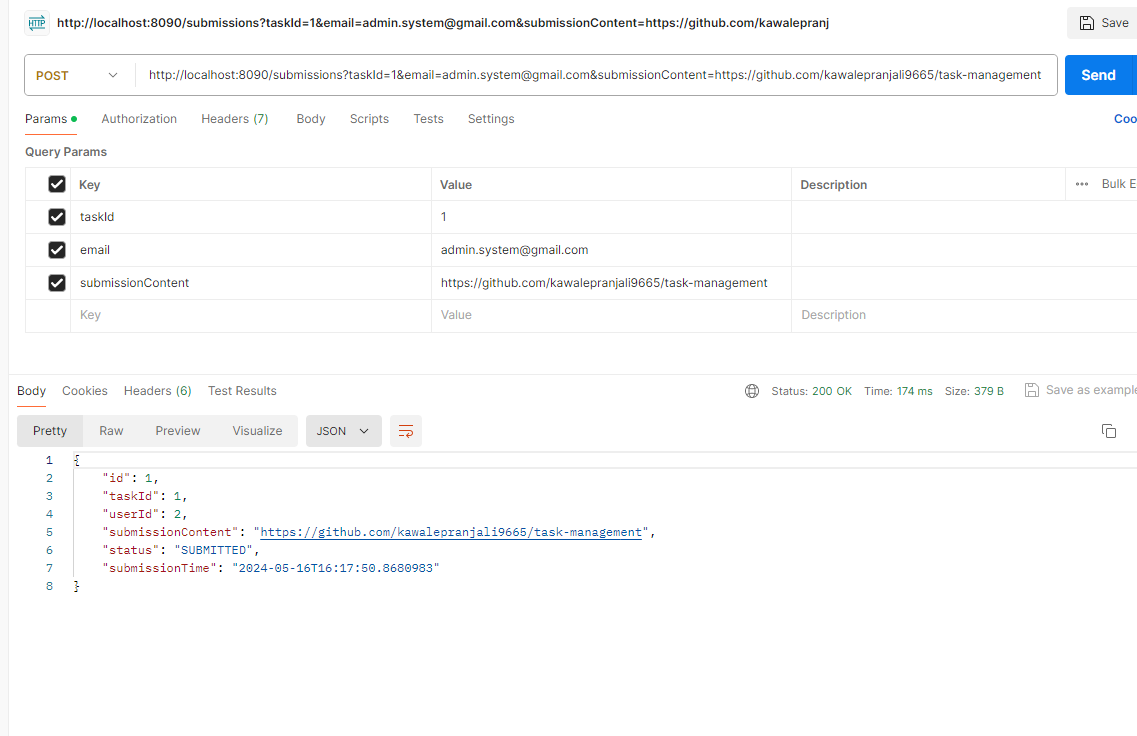 HTTP http://localhost:8090/submissions?taskId=1&email=admin.system@gmail.com&submissionContent=https://github.com/kawalepranj Save
POST http://localhost:8090/submissions?taskId=1&email=admin.system@gmail.com&submissionContent=https://github.com/kawalepranjali9665/task-management Send
Params Authorization Headers (7) Body Scripts Tests Settings Coo
Query Params
Key Value Description ••• Bulk E
taskId 1
email admin.system@gmail.com
submissionContent https://github.com/kawalepranjali9665/task-management
Key Value Description
Body Cookies Headers (6) Test Results Status: 200 OK Time: 174 ms Size: 379 B Save as example
Pretty Raw Preview Visualize JSON
1 {
2 "id": 1,
3 "taskId": 1,
4 "userId": 2,
5 "submissionContent": "https://github.com/kawalepranjali9665/task-management",
6 "status": "SUBMITTED",
7 "submissionTime": "2024-05-16T16:17:50.8680983"
8 }